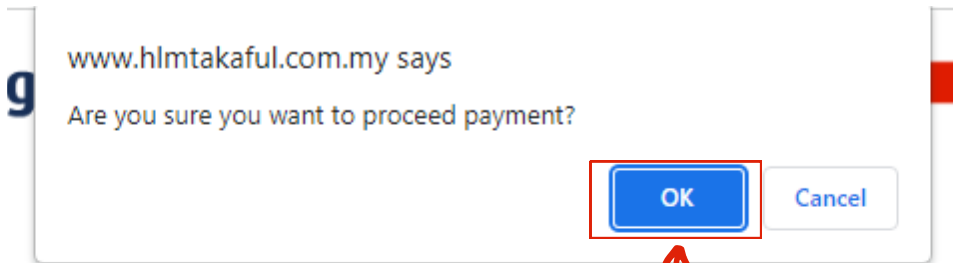 www.hlmtakaful.com.my says
g
Are you sure you want to proceed payment?
OK
Cancel